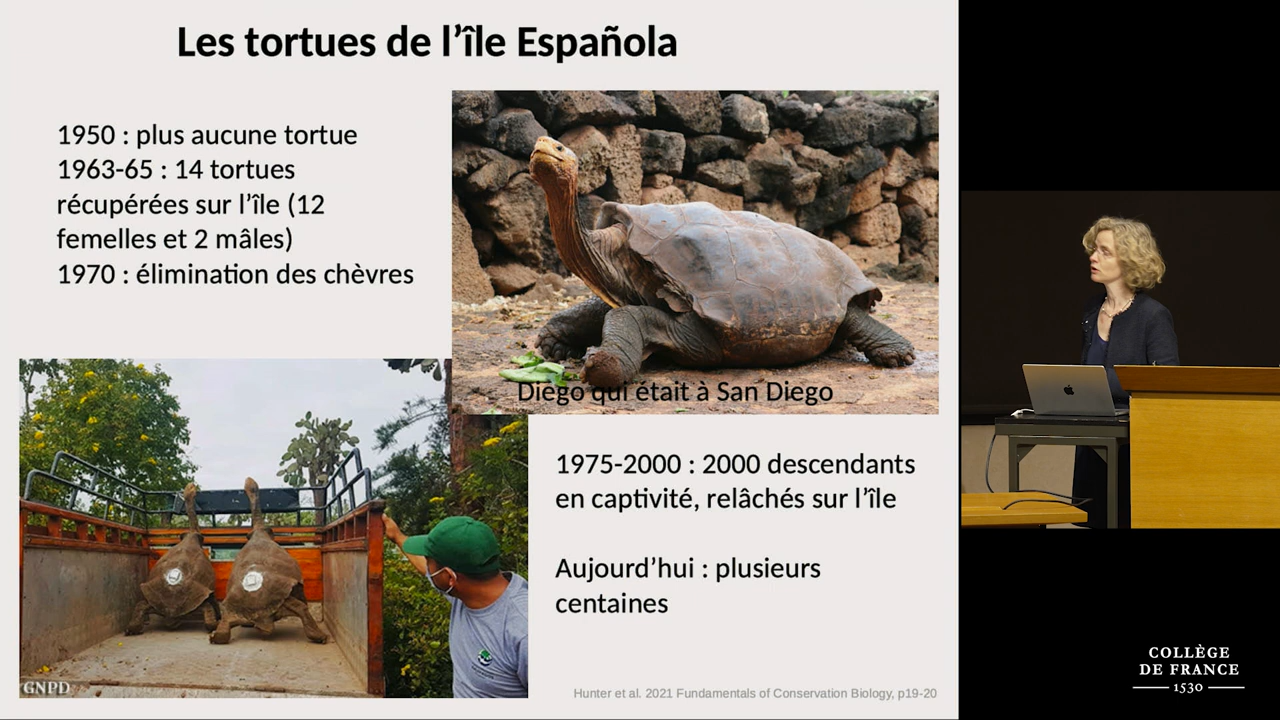 Les tortues de l’île Española
1950 : plus aucune tortue
1963-65 : 14 tortues
récupérées sur l’île (12
femelles et 2 mâles)
1970 : élimination des chèvres
Diego qui était à San Diego
1975-2000 : 2000 descendants
en captivité, relâchés sur l’île
Aujourd’hui : plusieurs
centaines
GNPD
Hunter et al. 2021 Fundamentals of Conservation Biology, p19-20
COLLÈGE
DE FRANCE
1530